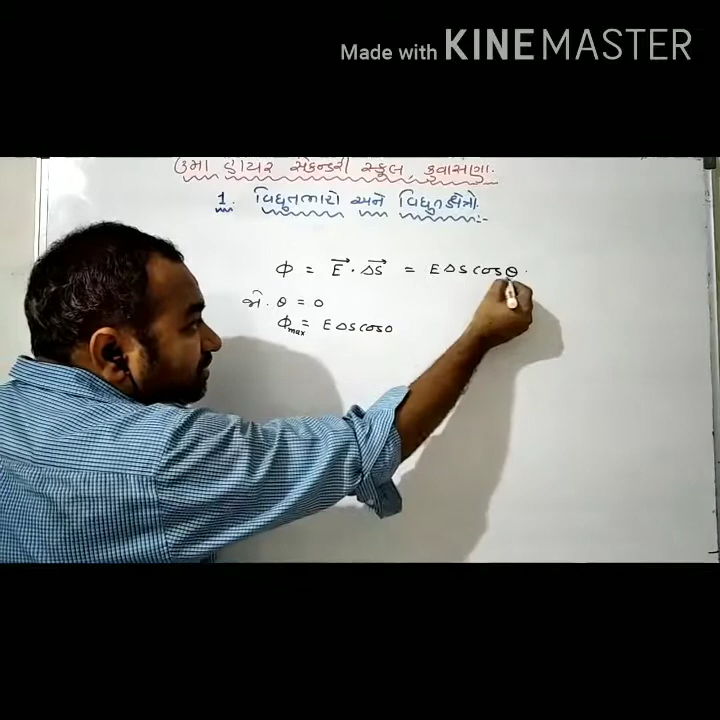 Made with KINEMASTER
ઉમા હાયર સેકન્ડરી સ્કૂલ, કુવાસણા.
1. વિદ્યુતભારો અને વિદ્યુતક્ષેત્રો:-
ϕ = E⃗ · Δs⃗ = EΔs cosθ.
જો. θ = 0
ϕmax = EΔs cos0